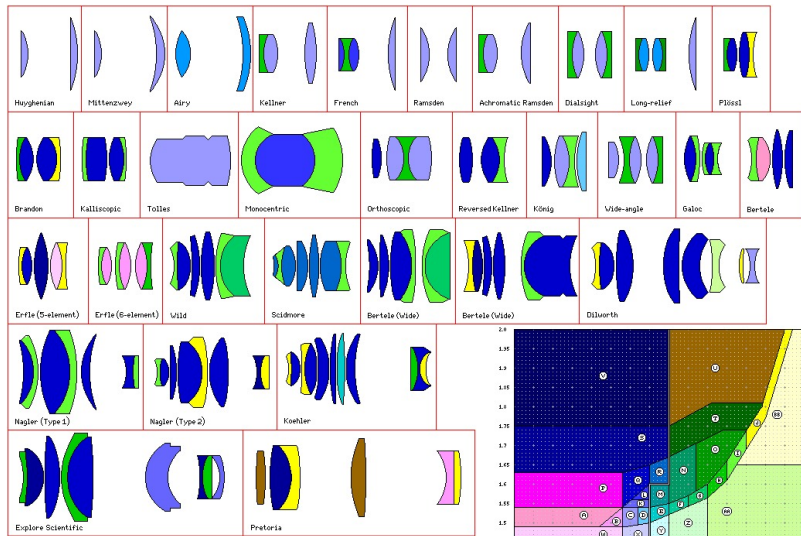 Huyghenian
Mittenzwey
Airy
Kellner
French
Ramsden
Achromatic Ramsden
Dialsight
Long-relief
Plössl
Brandon
Kalliscopic
Tolles
Monocentric
Orthoscopic
Reversed Kellner
König
Wide-angle
Galoc
Bertele
Erfle (5-element)
Erfle (6-element)
Wild
Scidmore
Bertele (Wide)
Bertele (Wide)
Dilworth
Nagler (Type 1)
Nagler (Type 2)
Koehler
Explore Scientific
Pretoria
2.0
1.95
1.9
1.85
1.8
1.75
1.7
1.65
1.6
1.55
1.5
V
U
BB
T
J
S
O
I
K
N
P
Q
H
L
M
G
F
A
B
C
D
E
AA
Y
Z